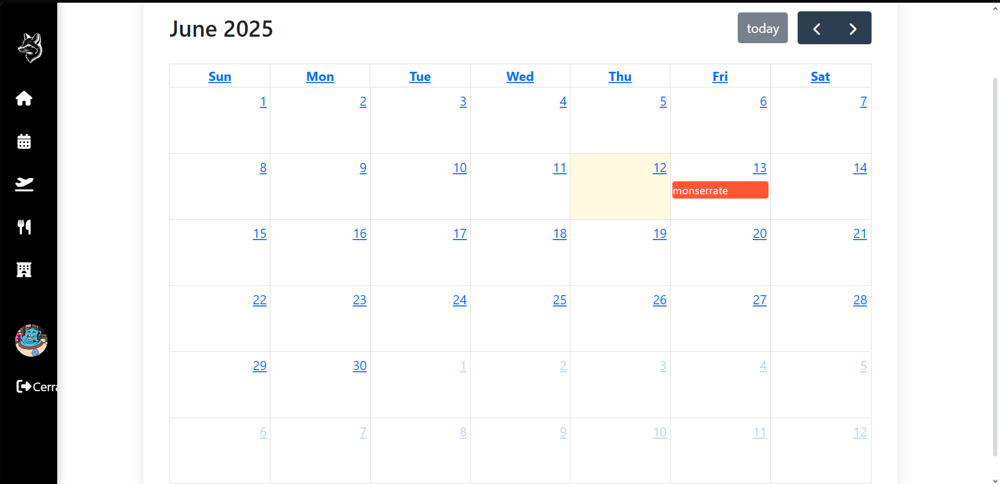 June 2025
today
Sun Mon Tue Wed Thu Fri Sat
1 2 3 4 5 6 7
8 9 10 11 12 13 14
monserrate
15 16 17 18 19 20 21
22 23 24 25 26 27 28
29 30 1 2 3 4 5
6 7 8 9 10 11 12
Cerra